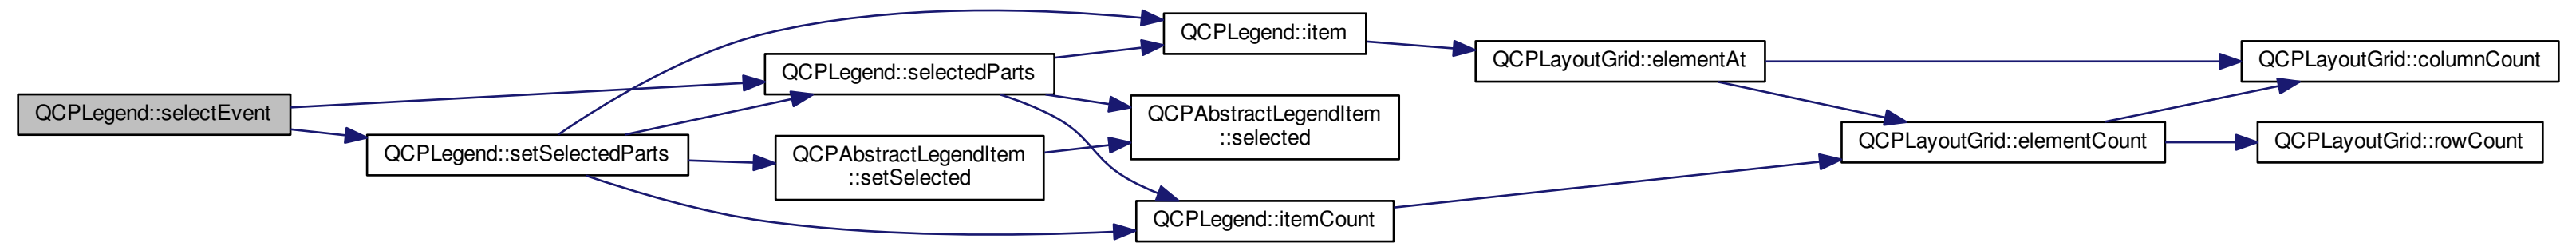 QCPLegend::selectEvent
QCPLegend::setSelectedParts
QCPLegend::selectedParts
QCPAbstractLegendItem
::setSelected
QCPLegend::item
QCPAbstractLegendItem
::selected
QCPLegend::itemCount
QCPLayoutGrid::elementAt
QCPLayoutGrid::elementCount
QCPLayoutGrid::columnCount
QCPLayoutGrid::rowCount